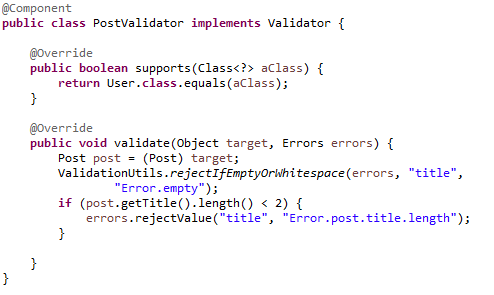 @Component
public class PostValidator implements Validator {
@Override
public boolean supports(Class<?> aClass) {
return User.class.equals(aClass);
}
@Override
public void validate(Object target, Errors errors) {
Post post = (Post) target;
ValidationUtils.rejectIfEmptyOrWhitespace(errors, "title",
"Error.empty");
if (post.getTitle().length() < 2) {
errors.rejectValue("title", "Error.post.title.length");
}
}
}